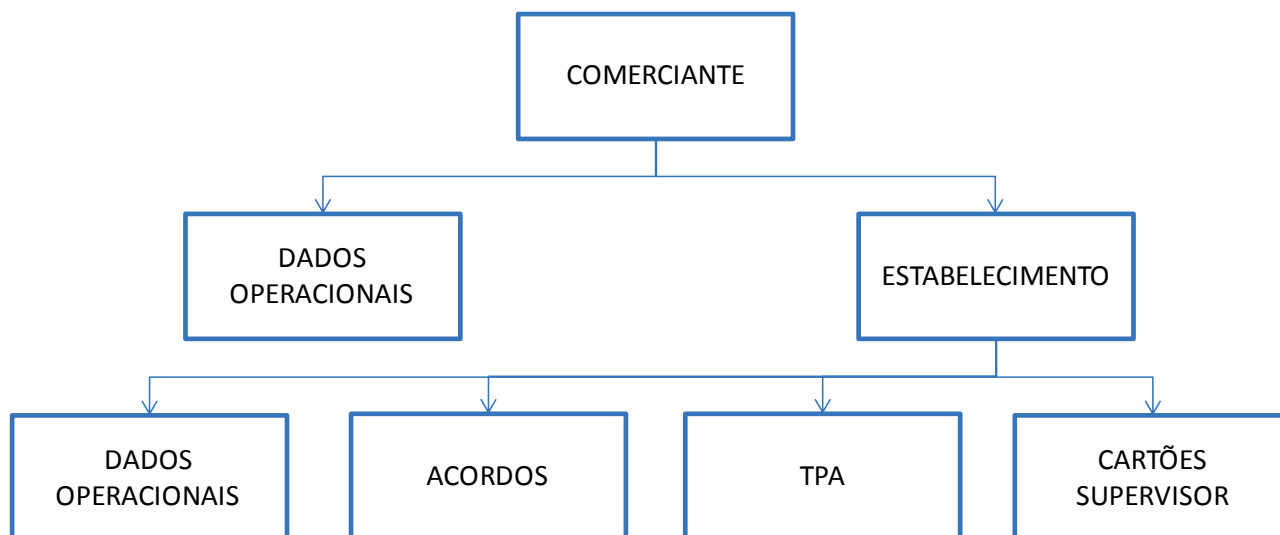 COMERCIANTE
DADOS
OPERACIONAIS
ESTABELECIMENTO
DADOS
OPERACIONAIS
ACORDOS
TPA
CARTÕES
SUPERVISOR